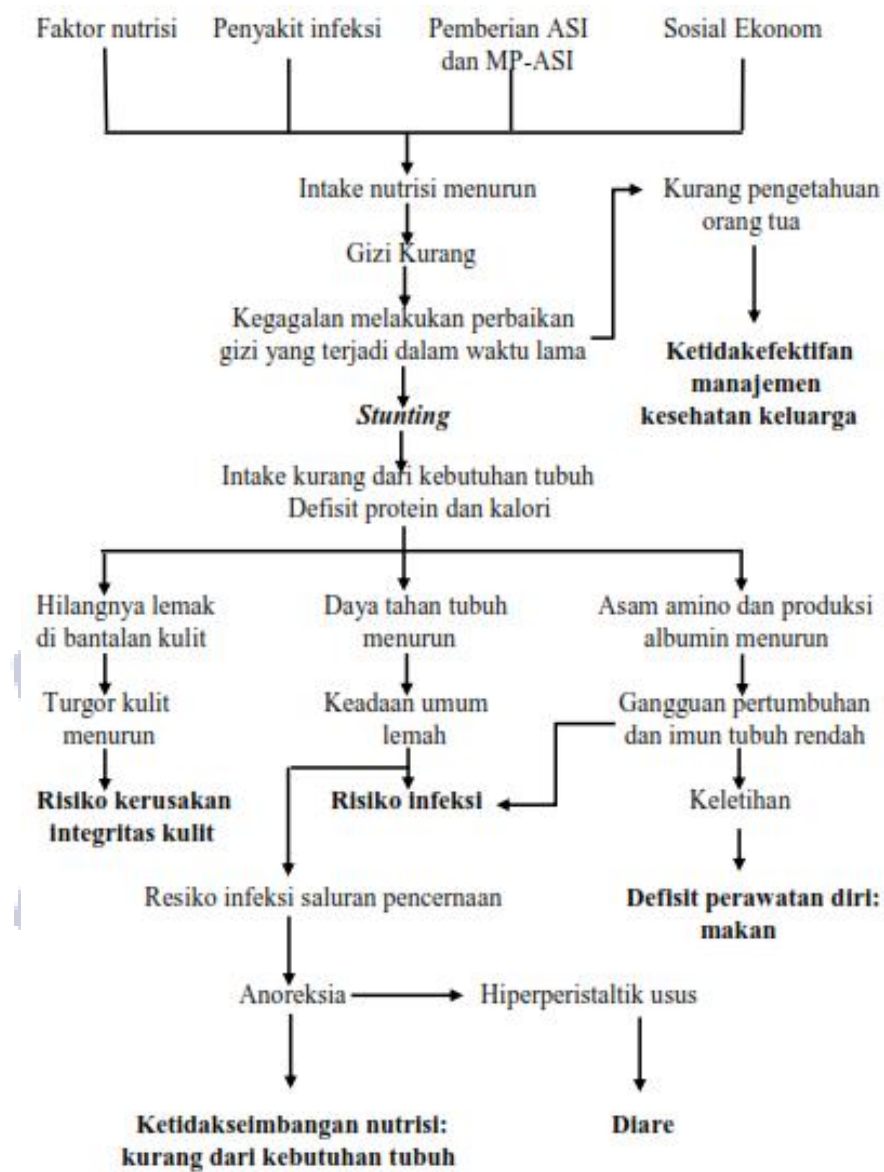 Faktor nutrisi
Penyakit infeksi
Pemberian ASI
dan MP-ASI
Sosial Ekonom
Intake nutrisi menurun
Kurang pengetahuan
orang tua
Gizi Kurang
Kegagalan melakukan perbaikan
gizi yang terjadi dalam waktu lama
Ketidakefektifan
manajemen
kesehatan keluarga
Stunting
Intake kurang dari kebutuhan tubuh
Defisit protein dan kalori
Hilangnya lemak
di bantalan kulit
Daya tahan tubuh
menurun
Asam amino dan produksi
albumin menurun
Turgor kulit
menurun
Keadaan umum
lemah
Gangguan pertumbuhan
dan imun tubuh rendah
Risiko kerusakan
integritas kulit
Risiko infeksi
Keletihan
Resiko infeksi saluran pencernaan
Defisit perawatan diri:
makan
Anoreksia
Hiperperistaltik usus
Ketidakseimbangan nutrisi:
kurang dari kebutuhan tubuh
Diare